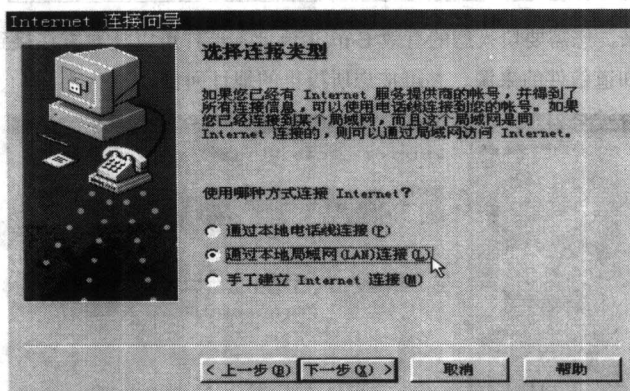 Internet 连接向导
选择连接类型
如果您已经有 Internet 服务提供商的帐号，并得到了
所有连接信息，可以使用电话线连接到您的帐号。如果
您已经连接到某个局域网，而且这个局域网是同
Internet 连接的，则可以通过局域网访问 Internet。
使用哪种方式连接 Internet?
通过本地电话线连接(P)
通过本地局域网(LAN)连接(L)
手工建立 Internet 连接(M)
< 上一步(B) 下一步(X) > 取消 帮助